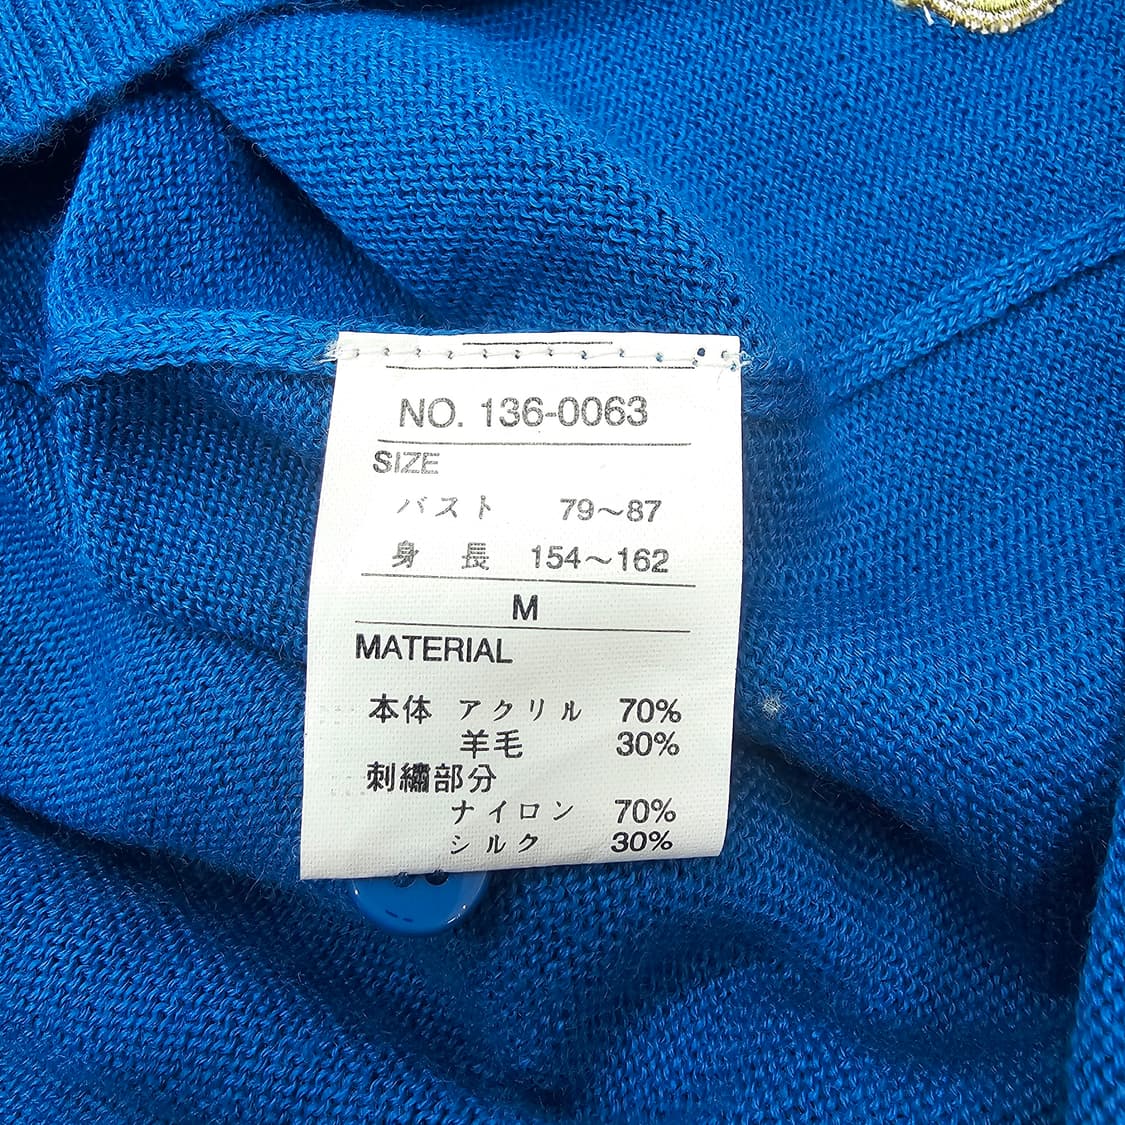 NO. 136-0063
SIZE
バスト 79～87
身 長 154～162
M
MATERIAL
本体 アクリル 70%
羊毛 30%
刺繡部分
ナイロン 70%
シルク 30%